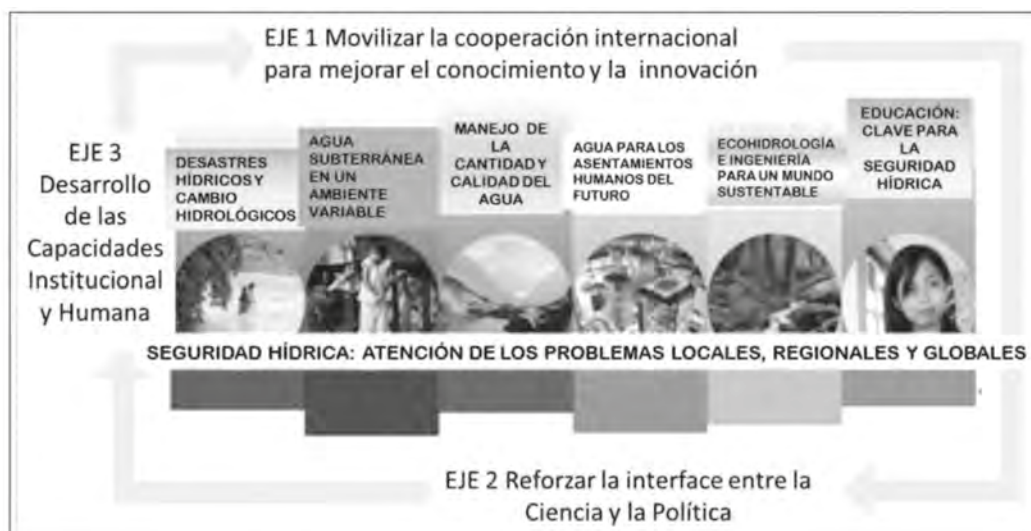 EJE 1 Movilizar la cooperación internacional
para mejorar el conocimiento y la innovación
EJE 3
Desarrollo
de las
Capacidades
Institucional
y Humana
DESASTRES
HÍDRICOS Y
CAMBIO
HIDROLÓGICOS
AGUA
SUBTERRÁNEA
EN UN
AMBIENTE
VARIABLE
MANEJO DE
LA
CANTIDAD Y
CALIDAD DEL
AGUA
AGUA PARA LOS
ASENTAMIENTOS
HUMANOS DEL
FUTURO
ECOHIDROLOGÍA
E INGENIERÍA
PARA UN MUNDO
SUSTENTABLE
EDUCACIÓN:
CLAVE PARA
LA
SEGURIDAD
HÍDRICA
SEGURIDAD HÍDRICA: ATENCIÓN DE LOS PROBLEMAS LOCALES, REGIONALES Y GLOBALES
EJE 2 Reforzar la interface entre la
Ciencia y la Política